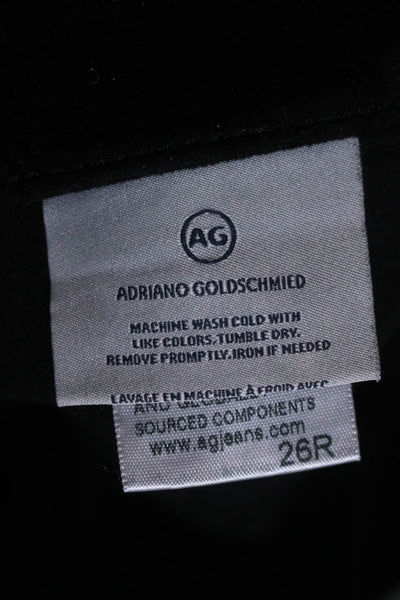 AG
ADRIANO GOLDSCHMIED
MACHINE WASH COLD WITH
LIKE COLORS. TUMBLE DRY.
REMOVE PROMPTLY. IRON IF NEEDED
LAVAGE EN MACHINE À FROID AVEC
AND
SOURCED COMPONENTS
www.agjeans.com
26R